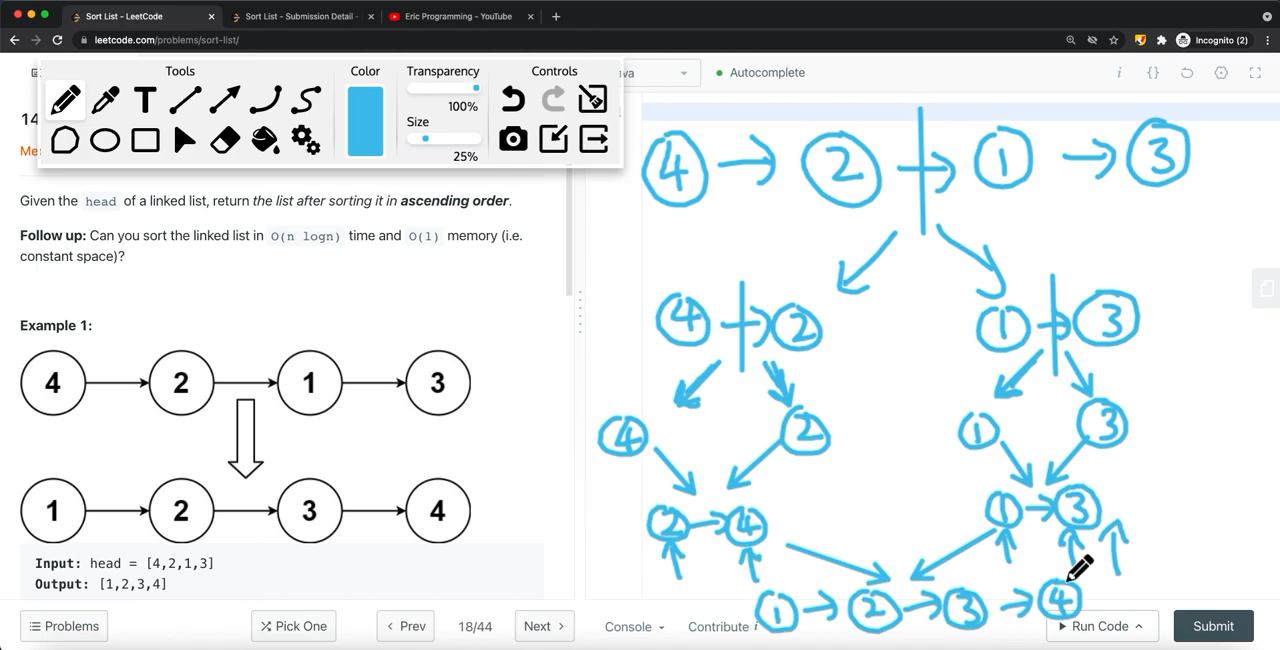 Sort List - LeetCode
Sort List - Submission Detail -
Eric Programming - YouTube
leetcode.com/problems/sort-list/
Incognito (2)
Tools
Color
Transparency
100%
Size
25%
Controls
Autocomplete
14
Me
Given the head of a linked list, return the list after sorting it in ascending order.
Follow up: Can you sort the linked list in O(n logn) time and O(1) memory (i.e.
constant space)?
Example 1:
4 2 1 3
1 2 3 4
Input: head = [4,2,1,3]
Output: [1,2,3,4]
4 2 1 3
4 2 1 3
4 2 1 3
2 4 1 3
1 2 3 4
Problems
Pick One
Prev
18/44
Next
Console
Contribute i
Run Code
Submit